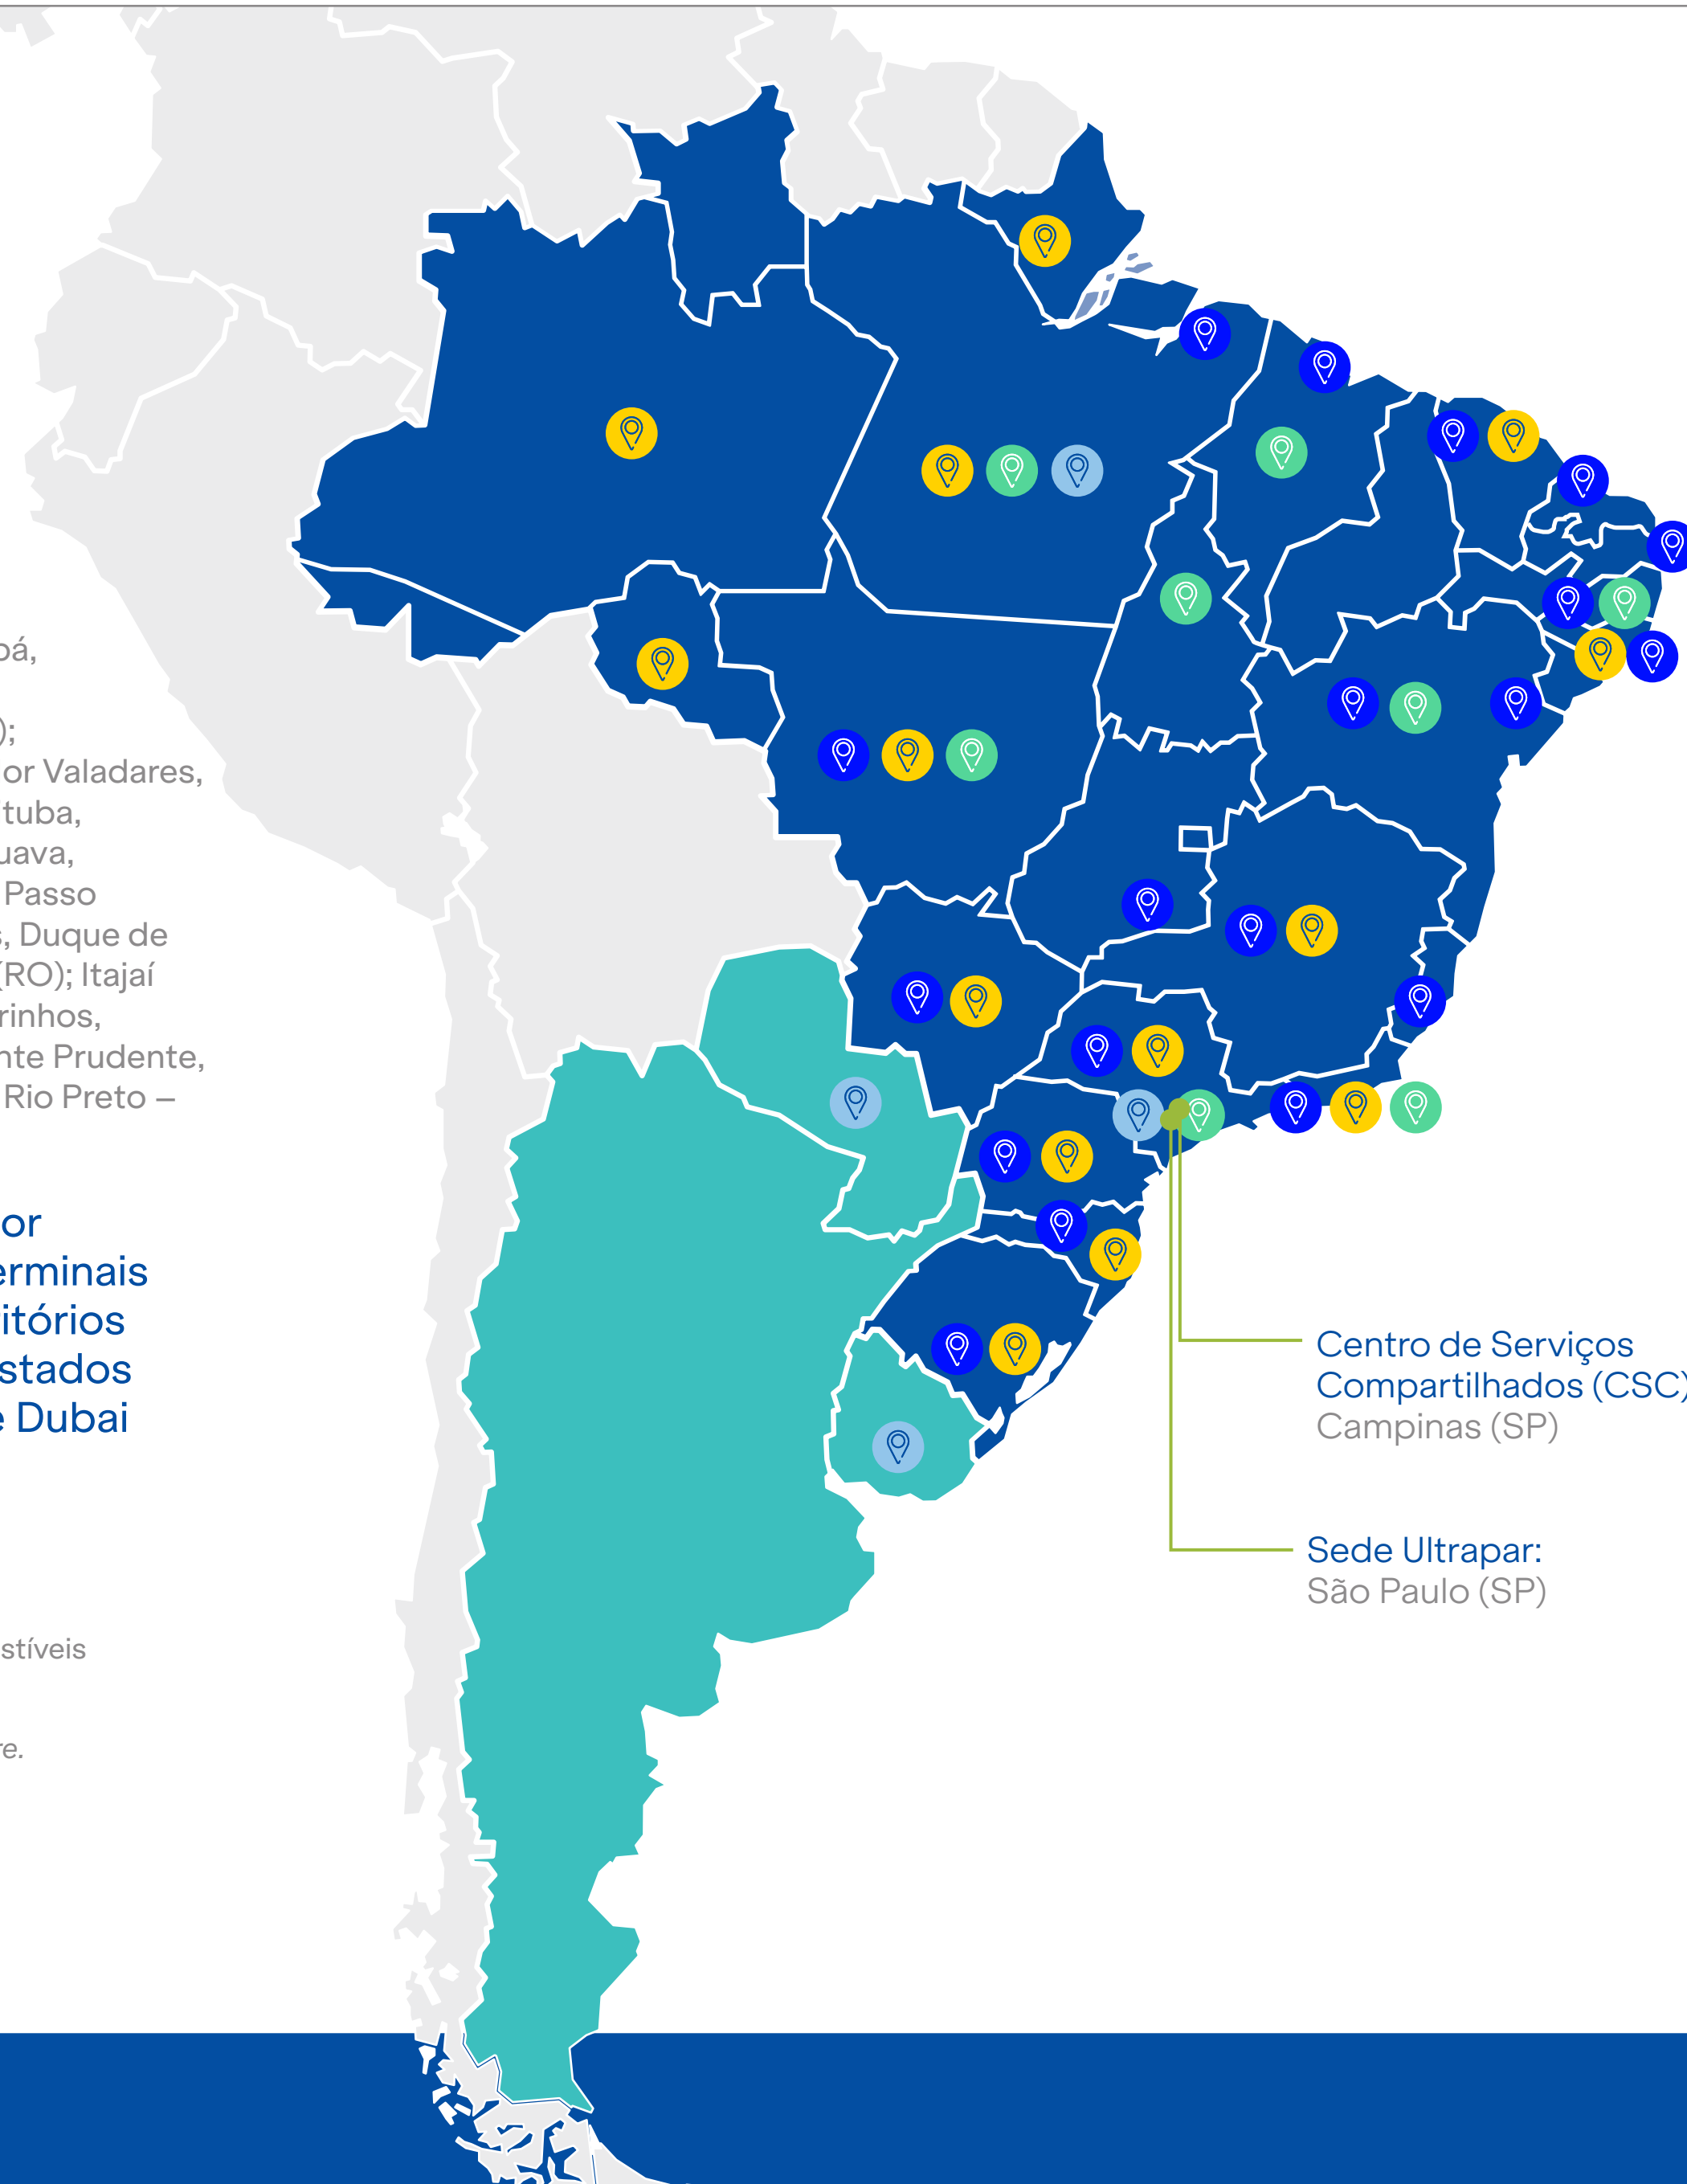 pá,
);
or Valadares,
tuba,
uava,
Passo
s, Duque de
(RO); Itajaí
rinhos,
nte Prudente,
Rio Preto –
or
erminais
itórios
stados
e Dubai
Centro de Serviços
Compartilhados (CSC)
Campinas (SP)
Sede Ultrapar:
São Paulo (SP)
stíveis
re.